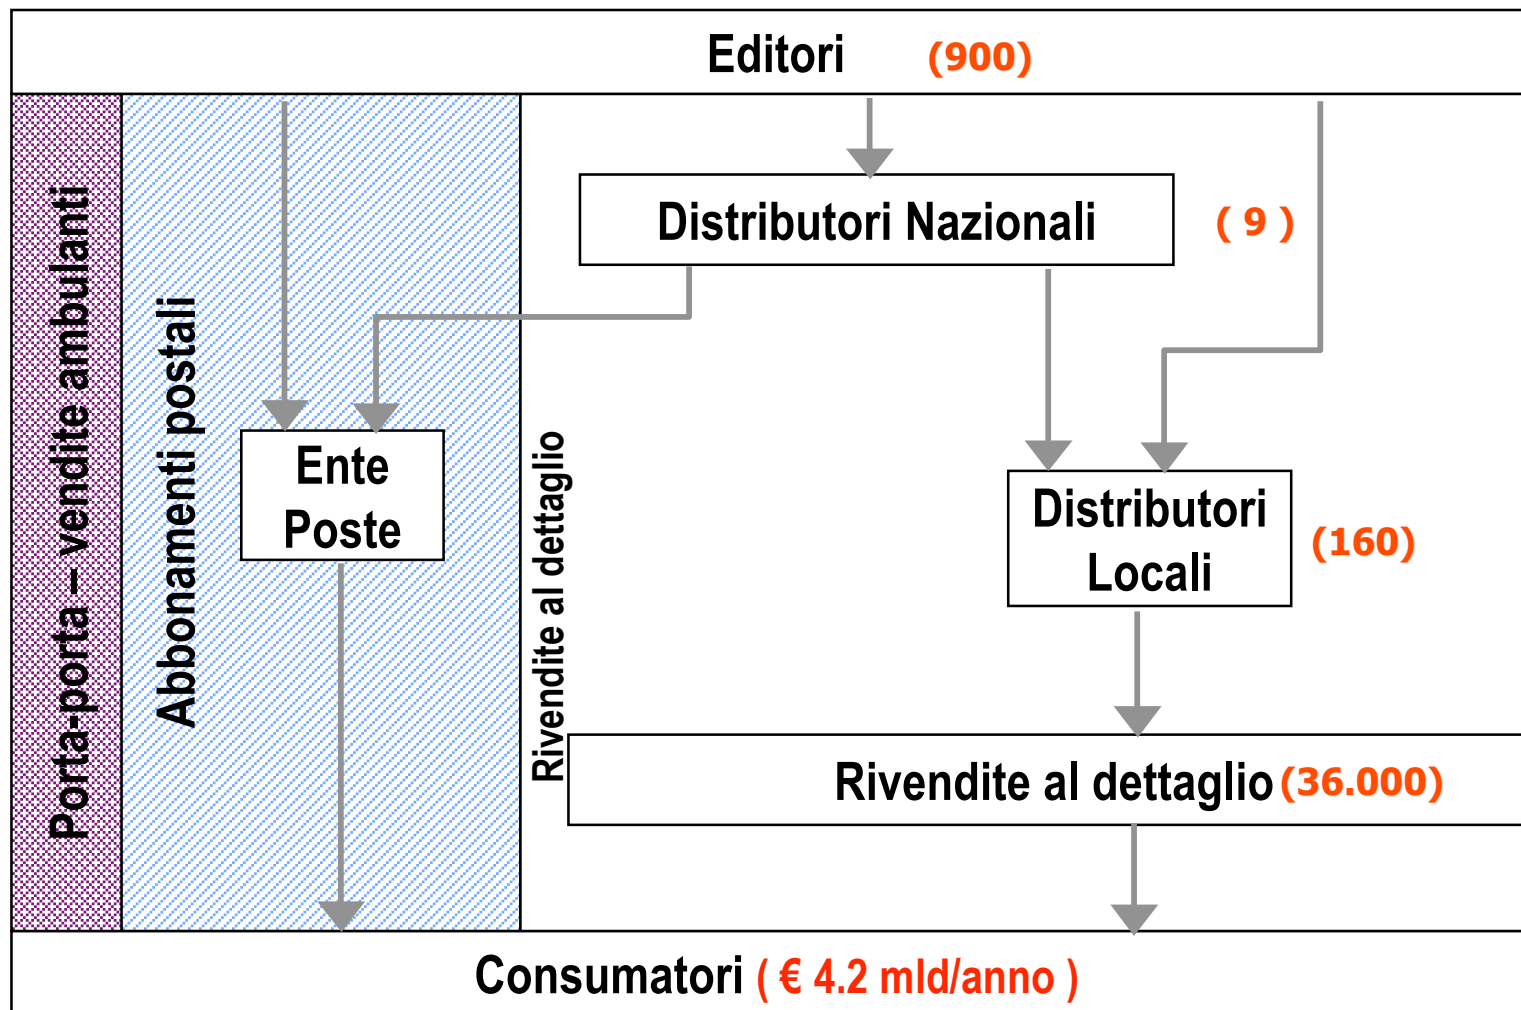 Editori (900)
Porta-porta – vendite ambulanti
Abbonamenti postali
Rivendite al dettaglio
Distributori Nazionali ( 9 )
Ente
Poste
Distributori
Locali
(160)
Rivendite al dettaglio (36.000)
Consumatori ( € 4.2 mld/anno )